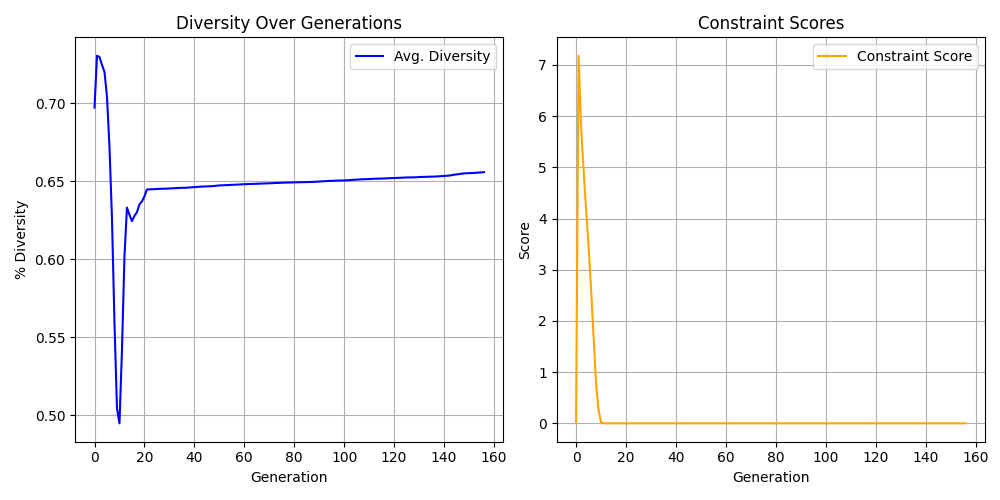 Diversity Over Generations
Avg. Diversity
% Diversity
0.70
0.65
0.60
0.55
0.50
0 20 40 60 80 100 120 140 160
Generation
Constraint Scores
Constraint Score
Score
7
6
5
4
3
2
1
0
0 20 40 60 80 100 120 140 160
Generation